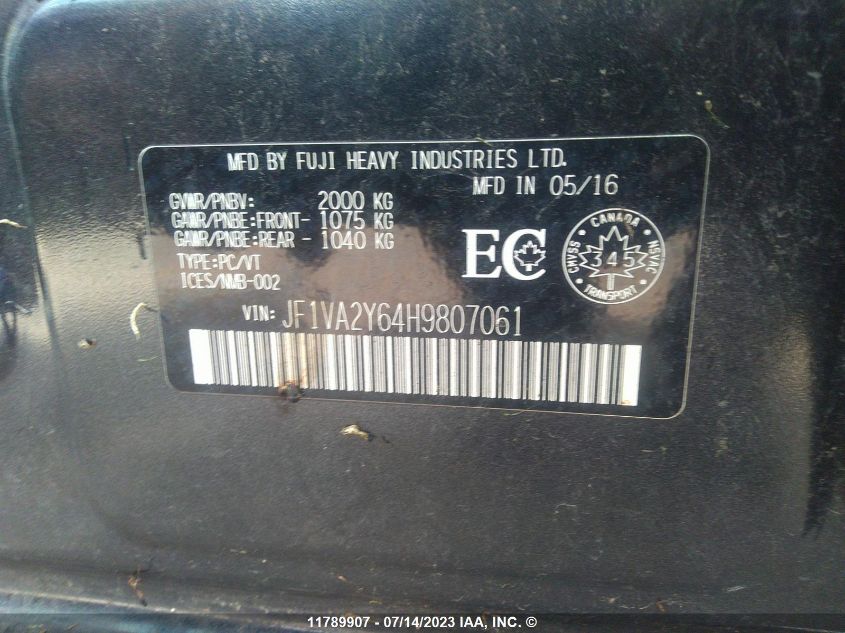 MFD BY FUJI HEAVY INDUSTRIES LTD.
MFD IN 05/16
GVWR/PNBV: 2000 KG
GAWR/PNBE:FRONT- 1075 KG
GAWR/PNBE:REAR - 1040 KG
TYPE:PC/VT
ICES/NMB-002
EC
CANADA
CMVSS 345 NSVAC
TRANSPORT
VIN: JF1VA2Y64H9807061
11789907 - 07/14/2023 IAA, INC. ©